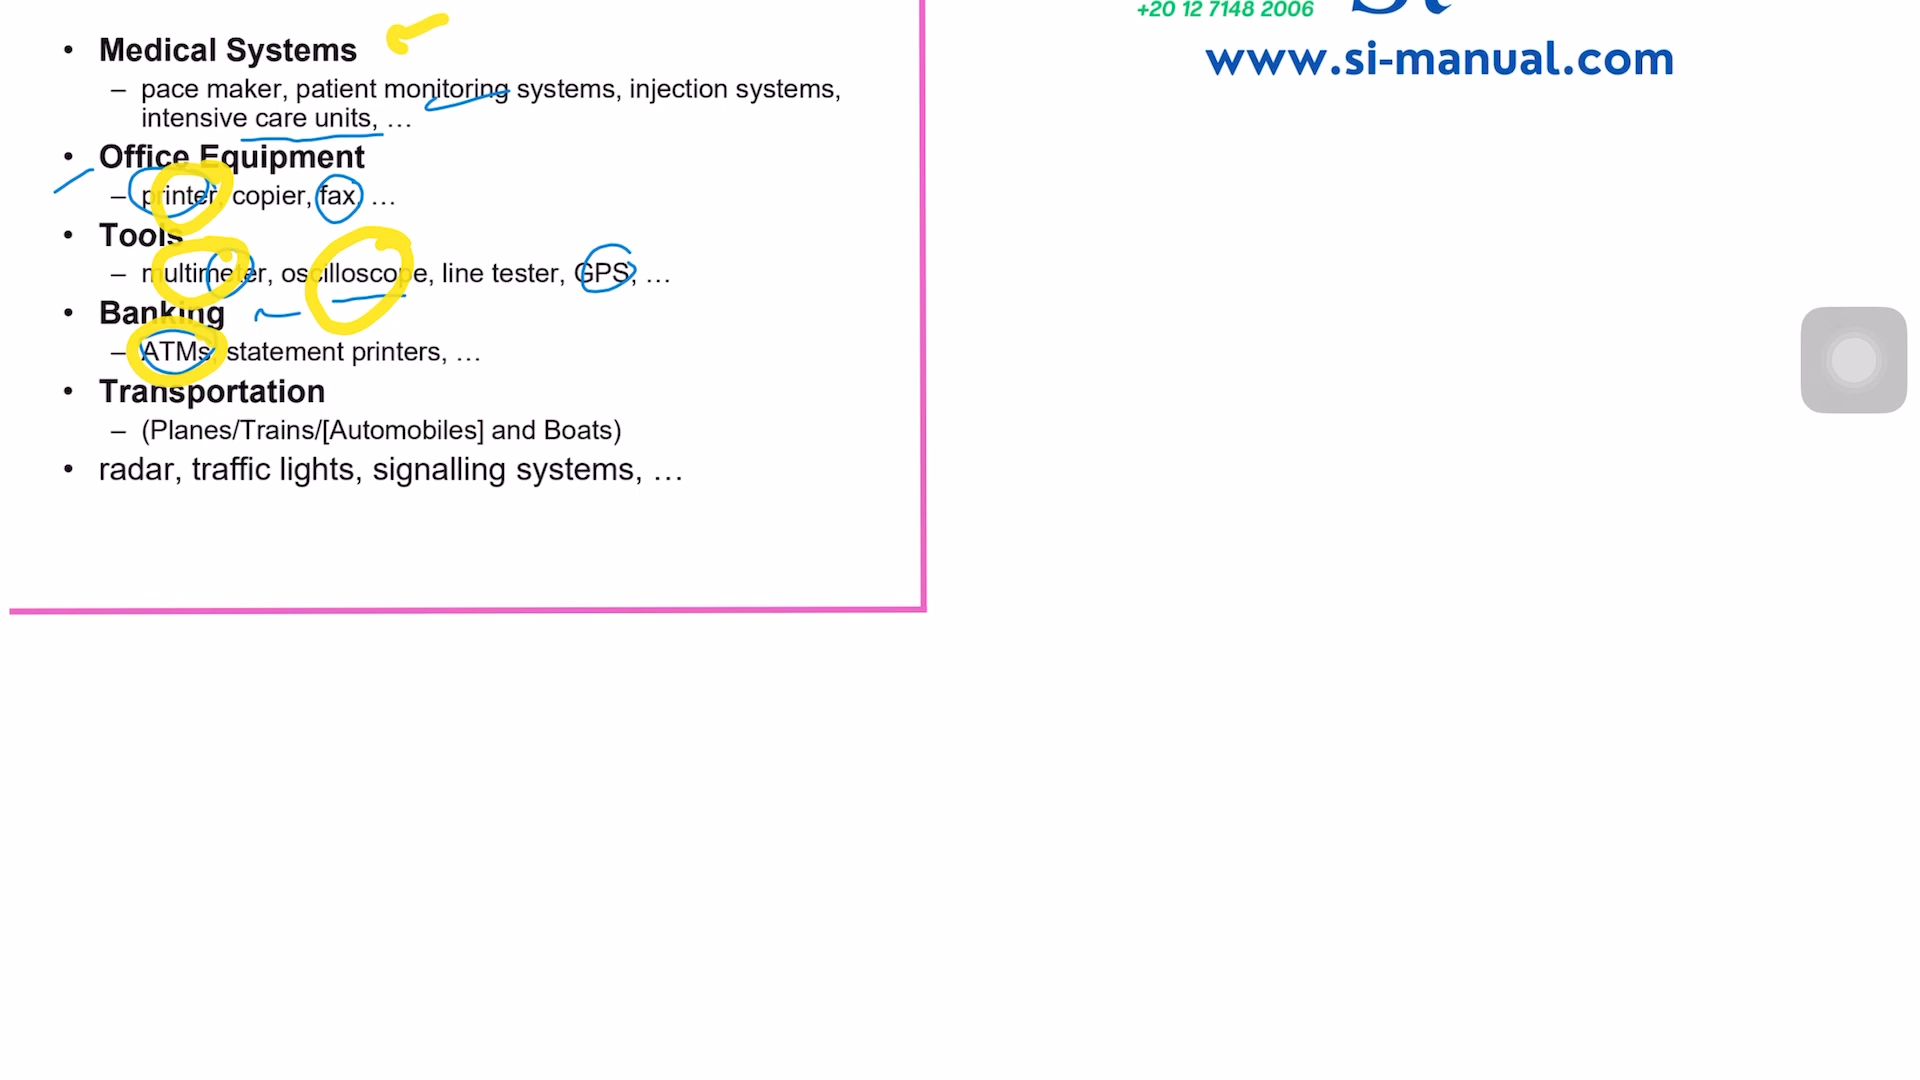 • Medical Systems
– pace maker, patient monitoring systems, injection systems,
intensive care units, …
• Office Equipment
– printer, copier, fax, …
• Tools
– multimeter, oscilloscope, line tester, GPS, …
• Banking
– ATMs, statement printers, …
• Transportation
– (Planes/Trains/[Automobiles] and Boats)
• radar, traffic lights, signalling systems, …
+20 12 7148 2006
www.si-manual.com